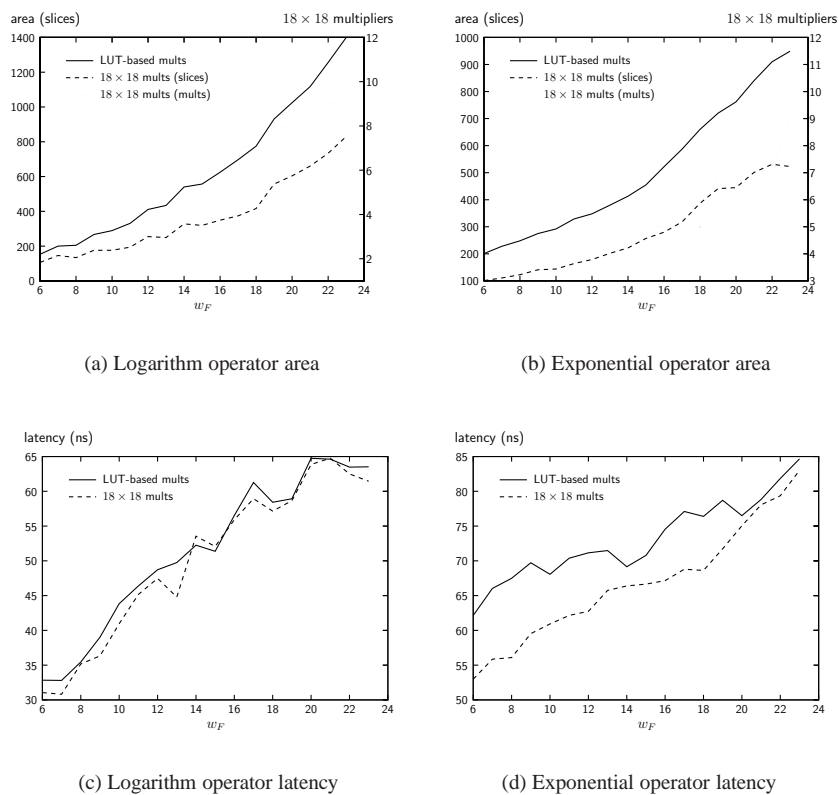 area (slices) 18 × 18 multipliers
1400
1200
1000
800
600
400
200
0
12
10
8
6
4
2
LUT-based mults
18 × 18 mults (slices)
18 × 18 mults (mults)
6 8 10 12 14 16 18 20 22 24
w_F
(a) Logarithm operator area
area (slices) 18 × 18 multipliers
1000
900
800
700
600
500
400
300
200
100
12
11
10
9
8
7
6
5
4
3
LUT-based mults
18 × 18 mults (slices)
18 × 18 mults (mults)
6 8 10 12 14 16 18 20 22 24
w_F
(b) Exponential operator area
latency (ns)
65
60
55
50
45
40
35
30
LUT-based mults
18 × 18 mults
6 8 10 12 14 16 18 20 22 24
w_F
(c) Logarithm operator latency
latency (ns)
85
80
75
70
65
60
55
50
LUT-based mults
18 × 18 mults
6 8 10 12 14 16 18 20 22 24
w_F
(d) Exponential operator latency